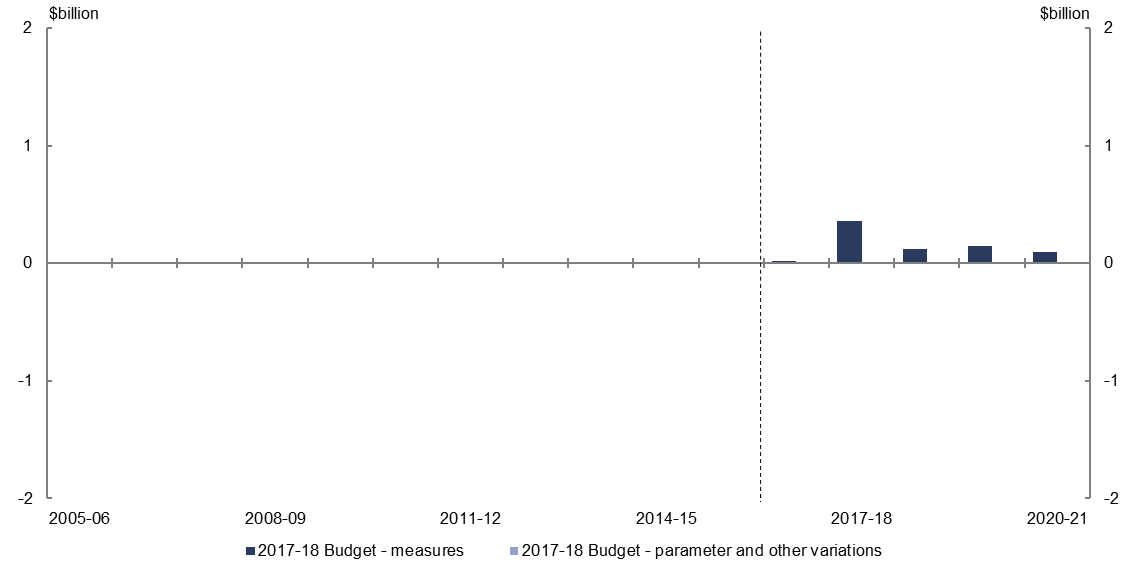 $billion $billion
2 2
1 1
0 0
-1 -1
-2 -2
2005-06 2008-09 2011-12 2014-15 2017-18 2020-21
2017-18 Budget - measures 2017-18 Budget - parameter and other variations